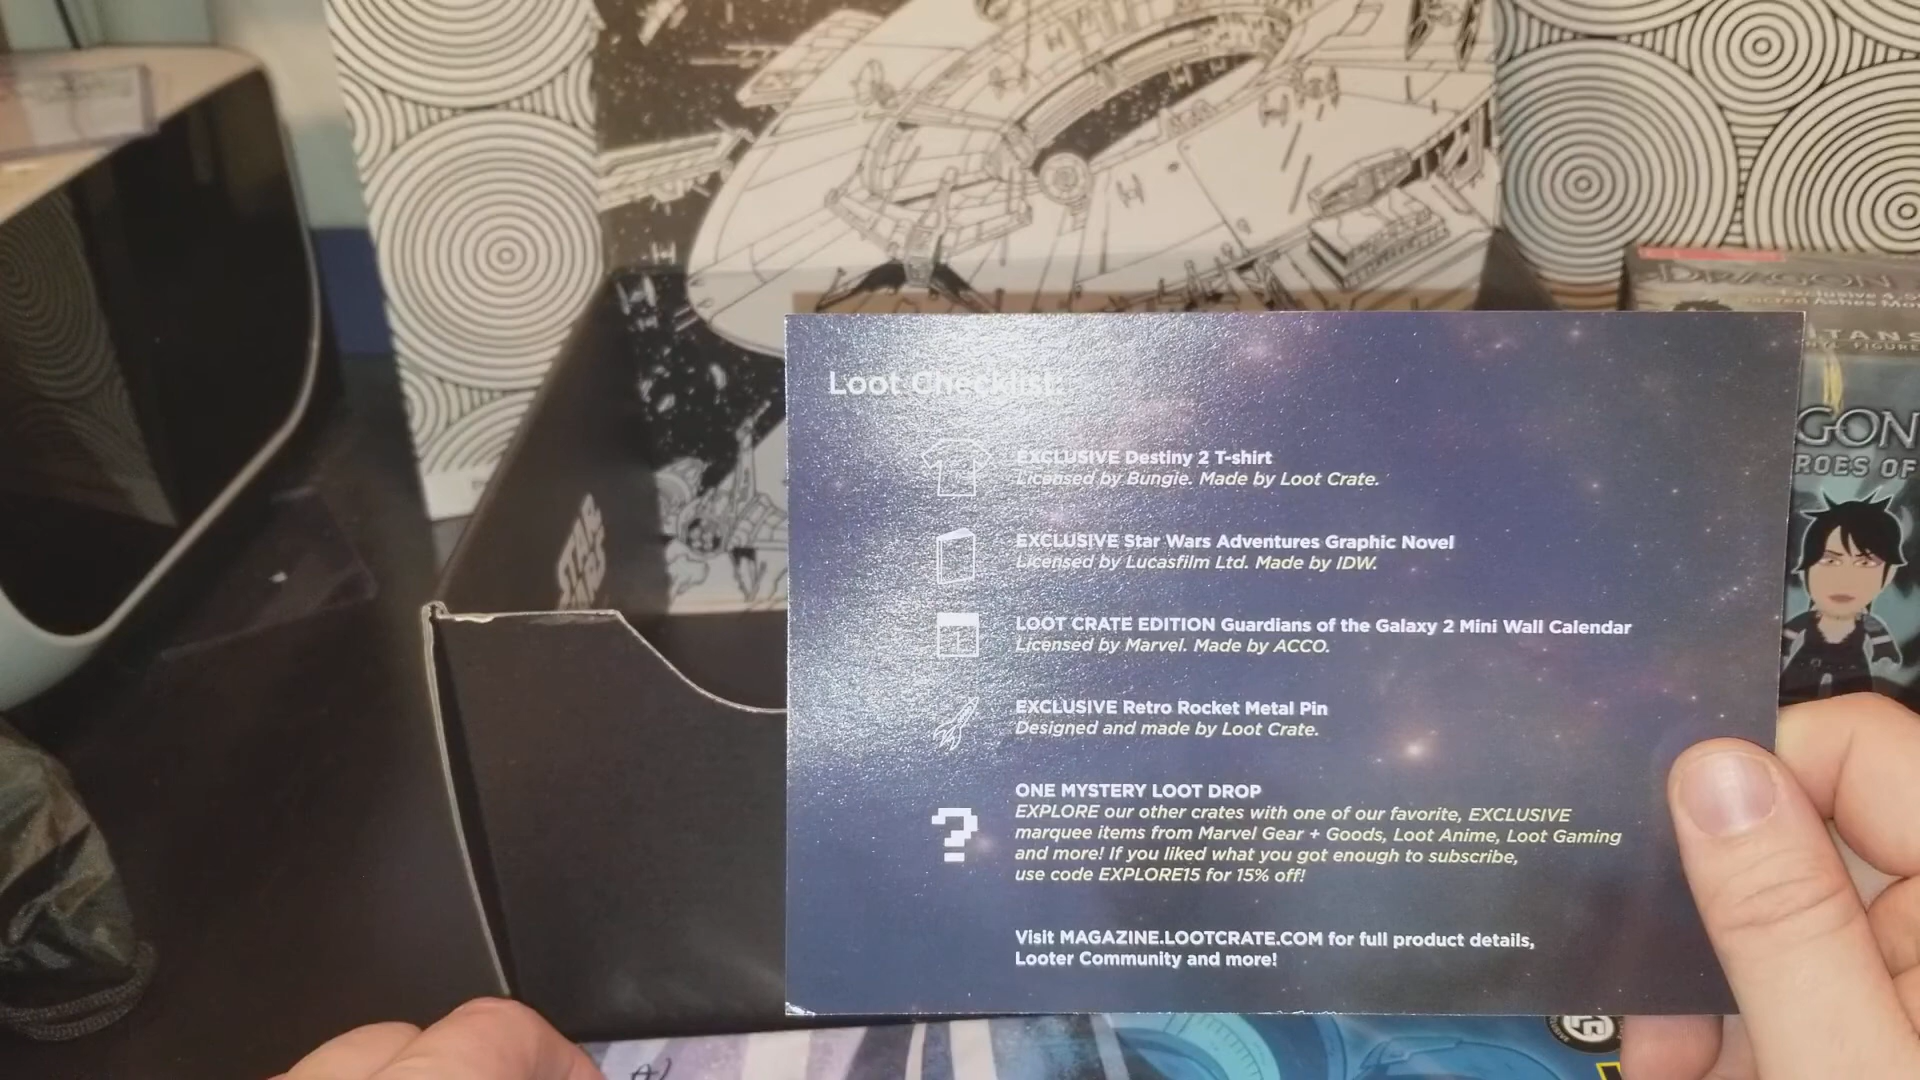 Loot Checklist:
EXCLUSIVE Destiny 2 T-shirt
Licensed by Bungie. Made by Loot Crate.
EXCLUSIVE Star Wars Adventures Graphic Novel
Licensed by Lucasfilm Ltd. Made by IDW.
LOOT CRATE EDITION Guardians of the Galaxy 2 Mini Wall Calendar
Licensed by Marvel. Made by ACCO.
EXCLUSIVE Retro Rocket Metal Pin
Designed and made by Loot Crate.
ONE MYSTERY LOOT DROP
EXPLORE our other crates with one of our favorite, EXCLUSIVE
marquee items from Marvel Gear + Goods, Loot Anime, Loot Gaming
and more! If you liked what you got enough to subscribe,
use code EXPLORE15 for 15% off!
Visit MAGAZINE.LOOTCRATE.COM for full product details,
Looter Community and more!
STAR
WARS
DRAGON
Exclusive
TANS
GON
ROES OF